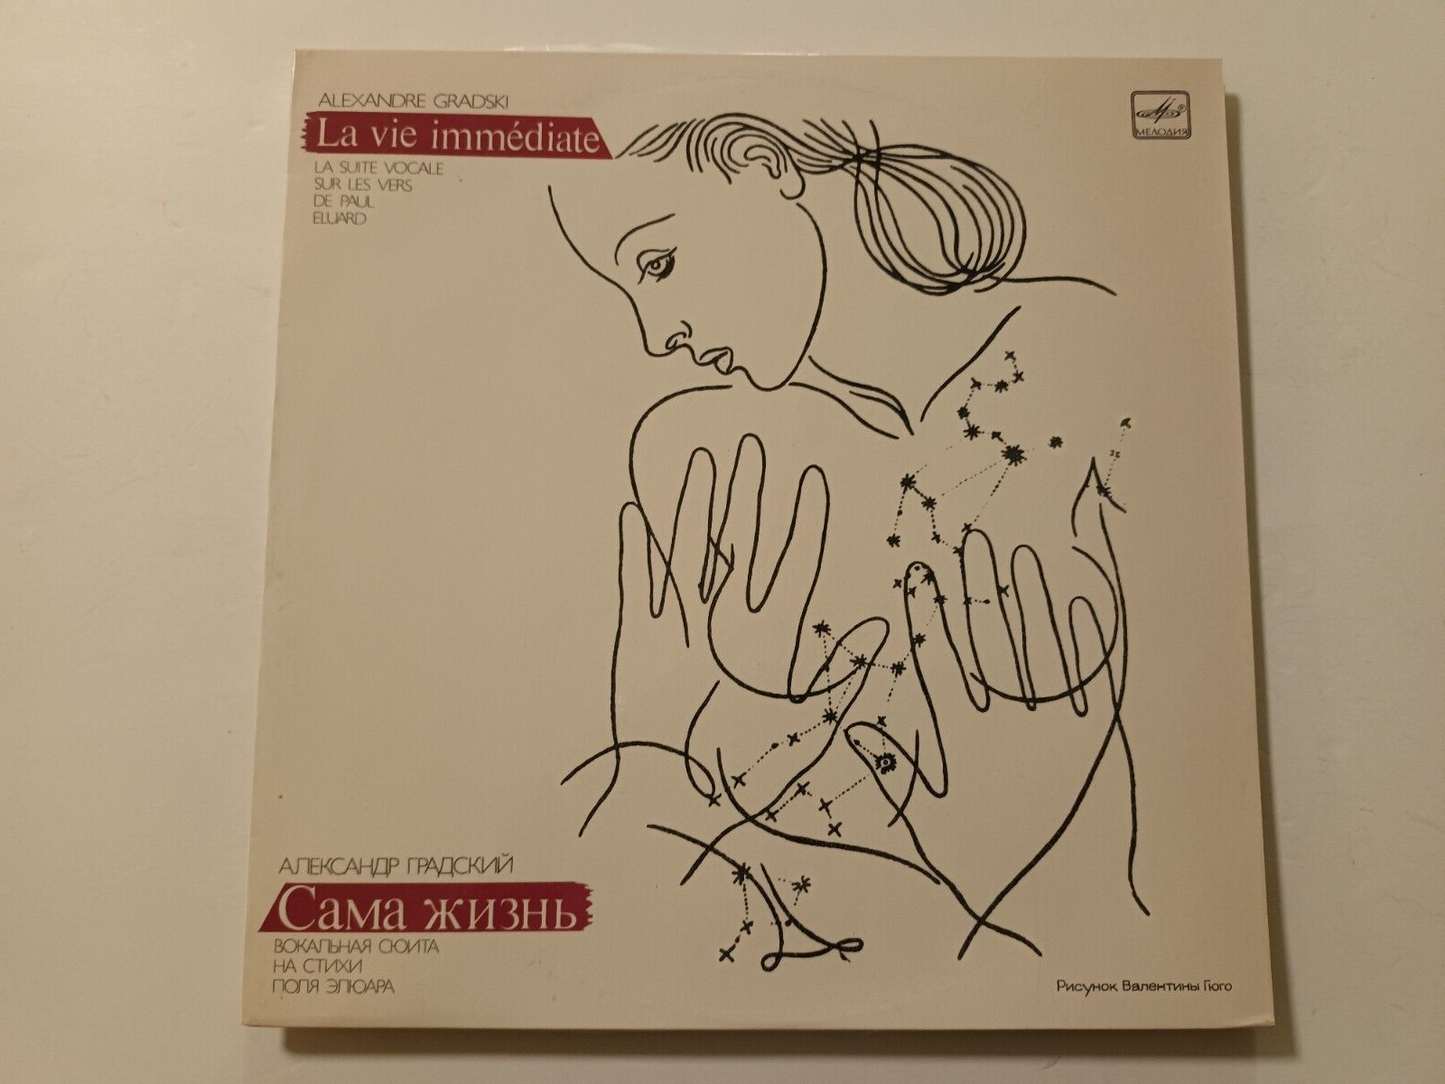 ALEXANDRE GRADSKI
La vie immédiate
LA SUITE VOCALE
SUR LES VERS
DE PAUL
ELUARD
МЕЛОДИЯ
АЛЕКСАНДР ГРАДСКИЙ
Сама жизнь
ВОКАЛЬНАЯ СЮИТА
НА СТИХИ
ПОЛЯ ЭЛЮАРА
Рисунок Валентины Гюго